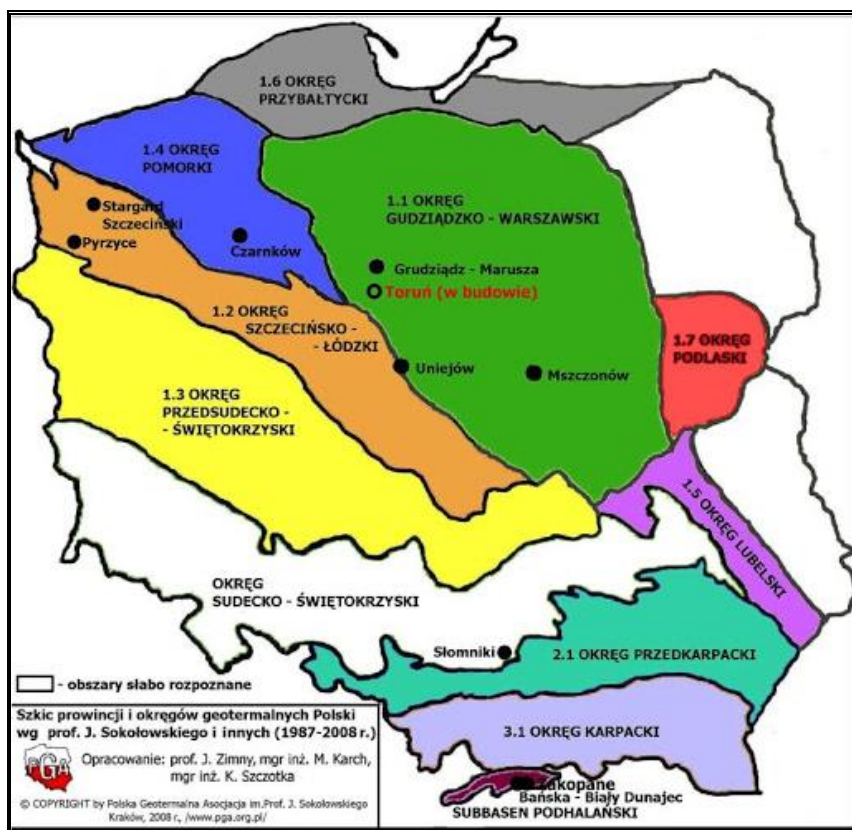 1.6 OKRĘG
PRZYBAŁTYCKI
1.4 OKRĘG
POMORKI
1.1 OKRĘG
GUDZIĄDZKO - WARSZAWSKI
Stargard
Szczeciński
Pyrzyce
Czarnków
Grudziądz - Marusza
Toruń (w budowie)
1.2 OKRĘG
SZCZECIŃSKO -
- ŁÓDZKI
1.7 OKRĘG
PODLASKI
Uniejów
Mszczonów
1.3 OKRĘG
PRZEDSUDECKO -
- ŚWIĘTOKRZYSKI
1.5 OKRĘG LUBELSKI
OKRĘG
SUDECKO - ŚWIĘTOKRZYSKI
Słomniki
2.1 OKRĘG PRZEDKARPACKI
- obszary słabo rozpoznane
3.1 OKRĘG KARPACKI
Zakopane
Bańska - Biały Dunajec
SUBBASEN PODHALAŃSKI
Szkic prowincji i okręgów geotermalnych Polski
wg prof. J. Sokołowskiego i innych (1987-2008 r.)
PGA
Opracowanie: prof. J. Zimny, mgr inż. M. Karch,
mgr inż. K. Szczotka
© COPYRIGHT by Polska Geotermalna Asocjacja im.Prof. J. Sokołowskiego
Kraków, 2008 r., /www.pga.org.pl/